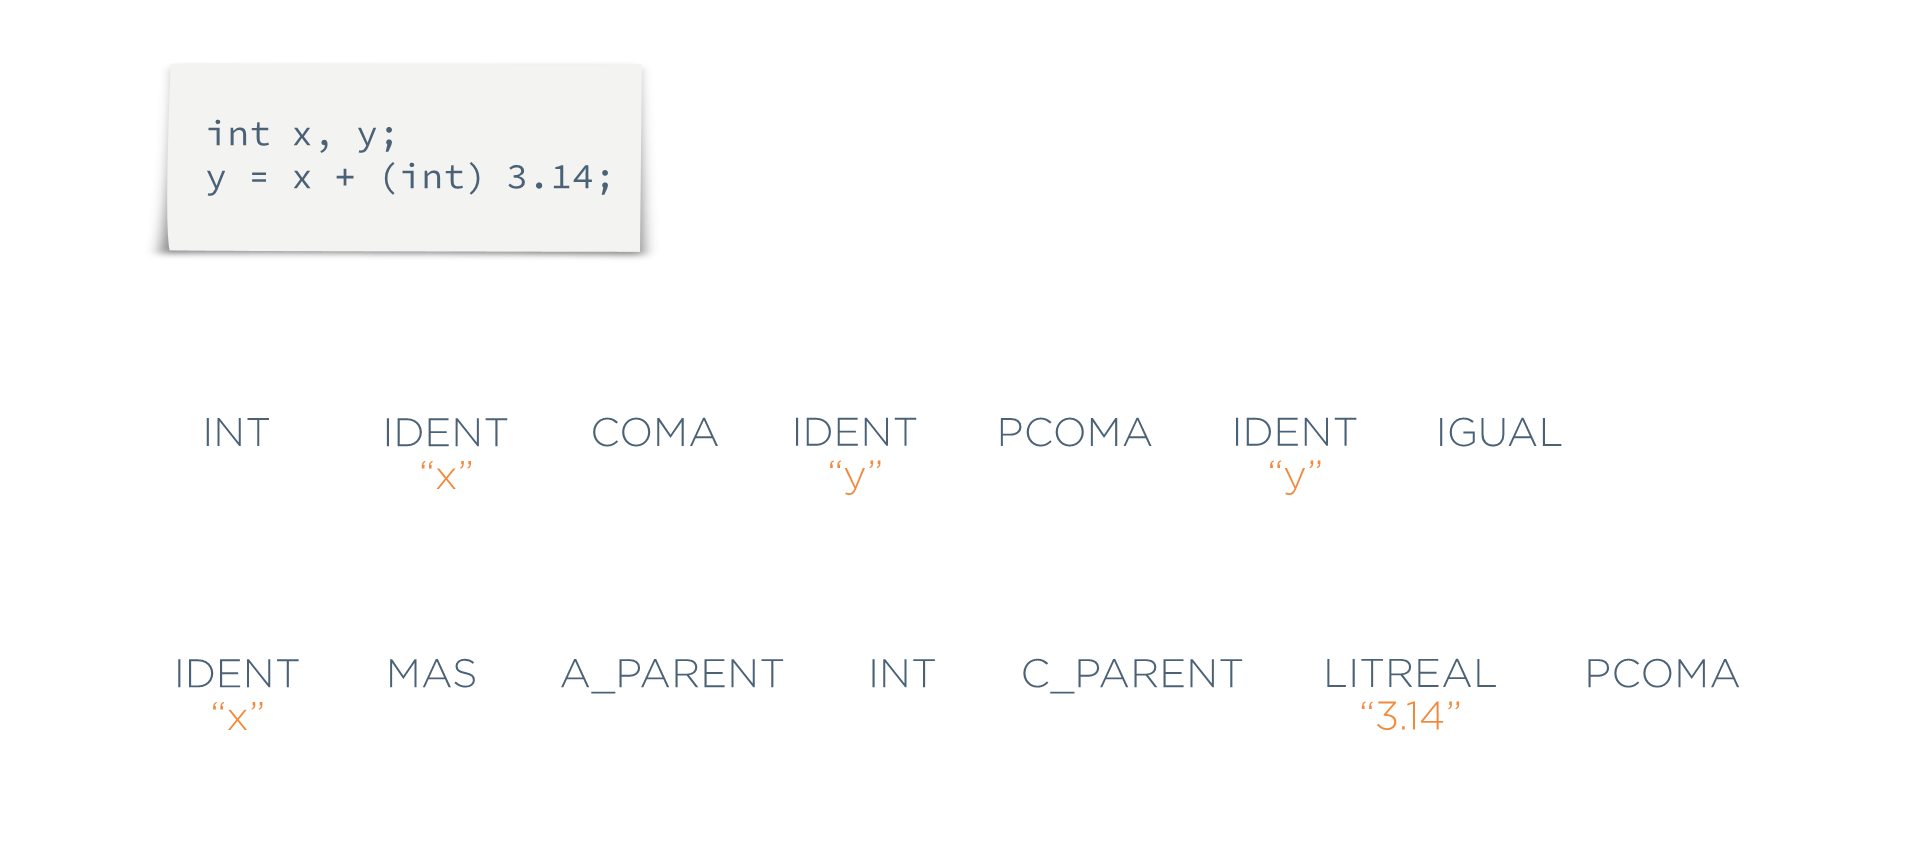 int x, y;
y = x + (int) 3.14;
INT IDENT COMA IDENT PCOMA IDENT IGUAL
“x” “y” “y”
IDENT MAS A_PARENT INT C_PARENT LITREAL PCOMA
“x” “3.14”